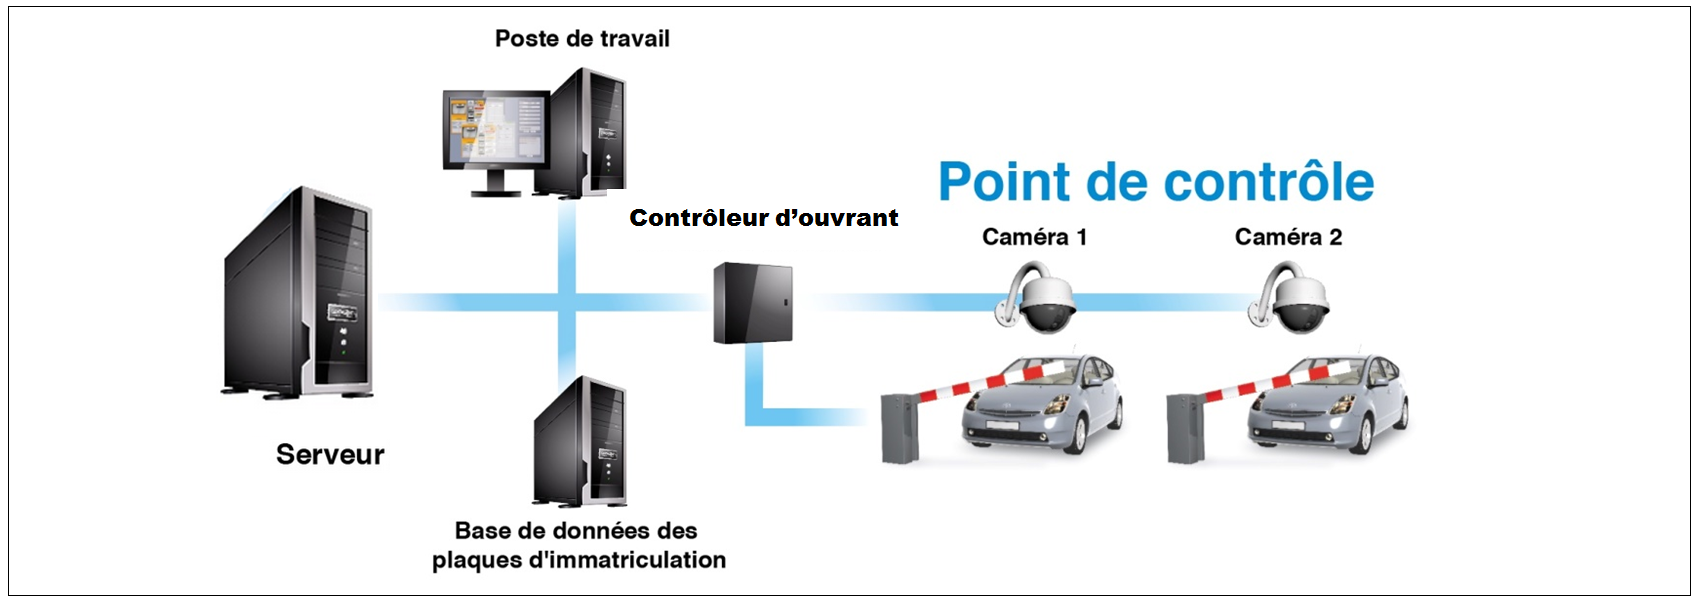 Poste de travail
Point de contrôle
Contrôleur d’ouvrant
Caméra 1
Caméra 2
Serveur
Base de données des
plaques d'immatriculation